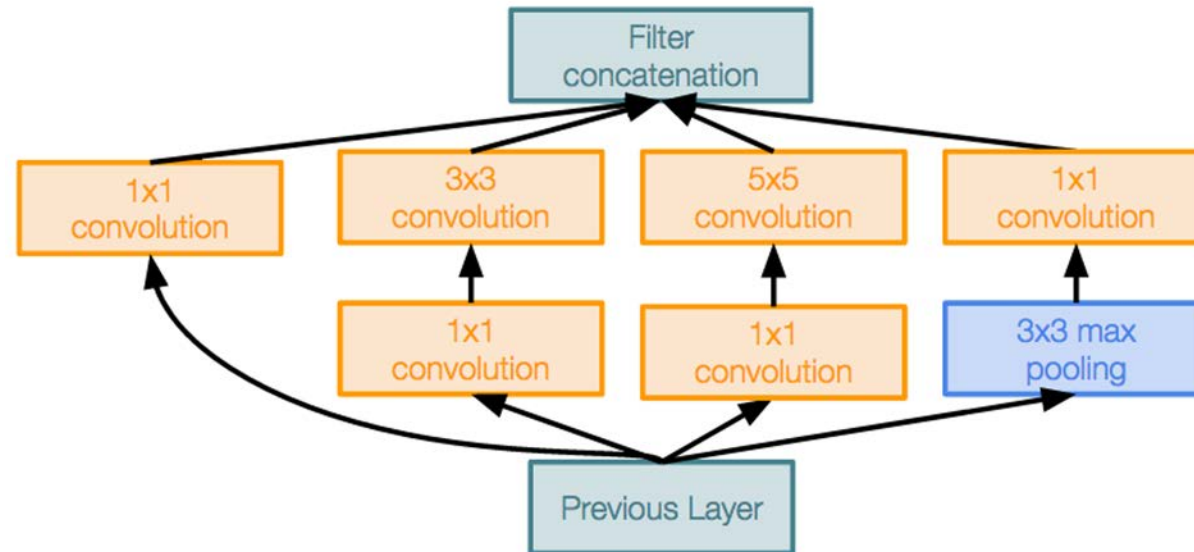 Filter
concatenation
1x1
convolution
3x3
convolution
5x5
convolution
1x1
convolution
1x1
convolution
1x1
convolution
3x3 max
pooling
Previous Layer